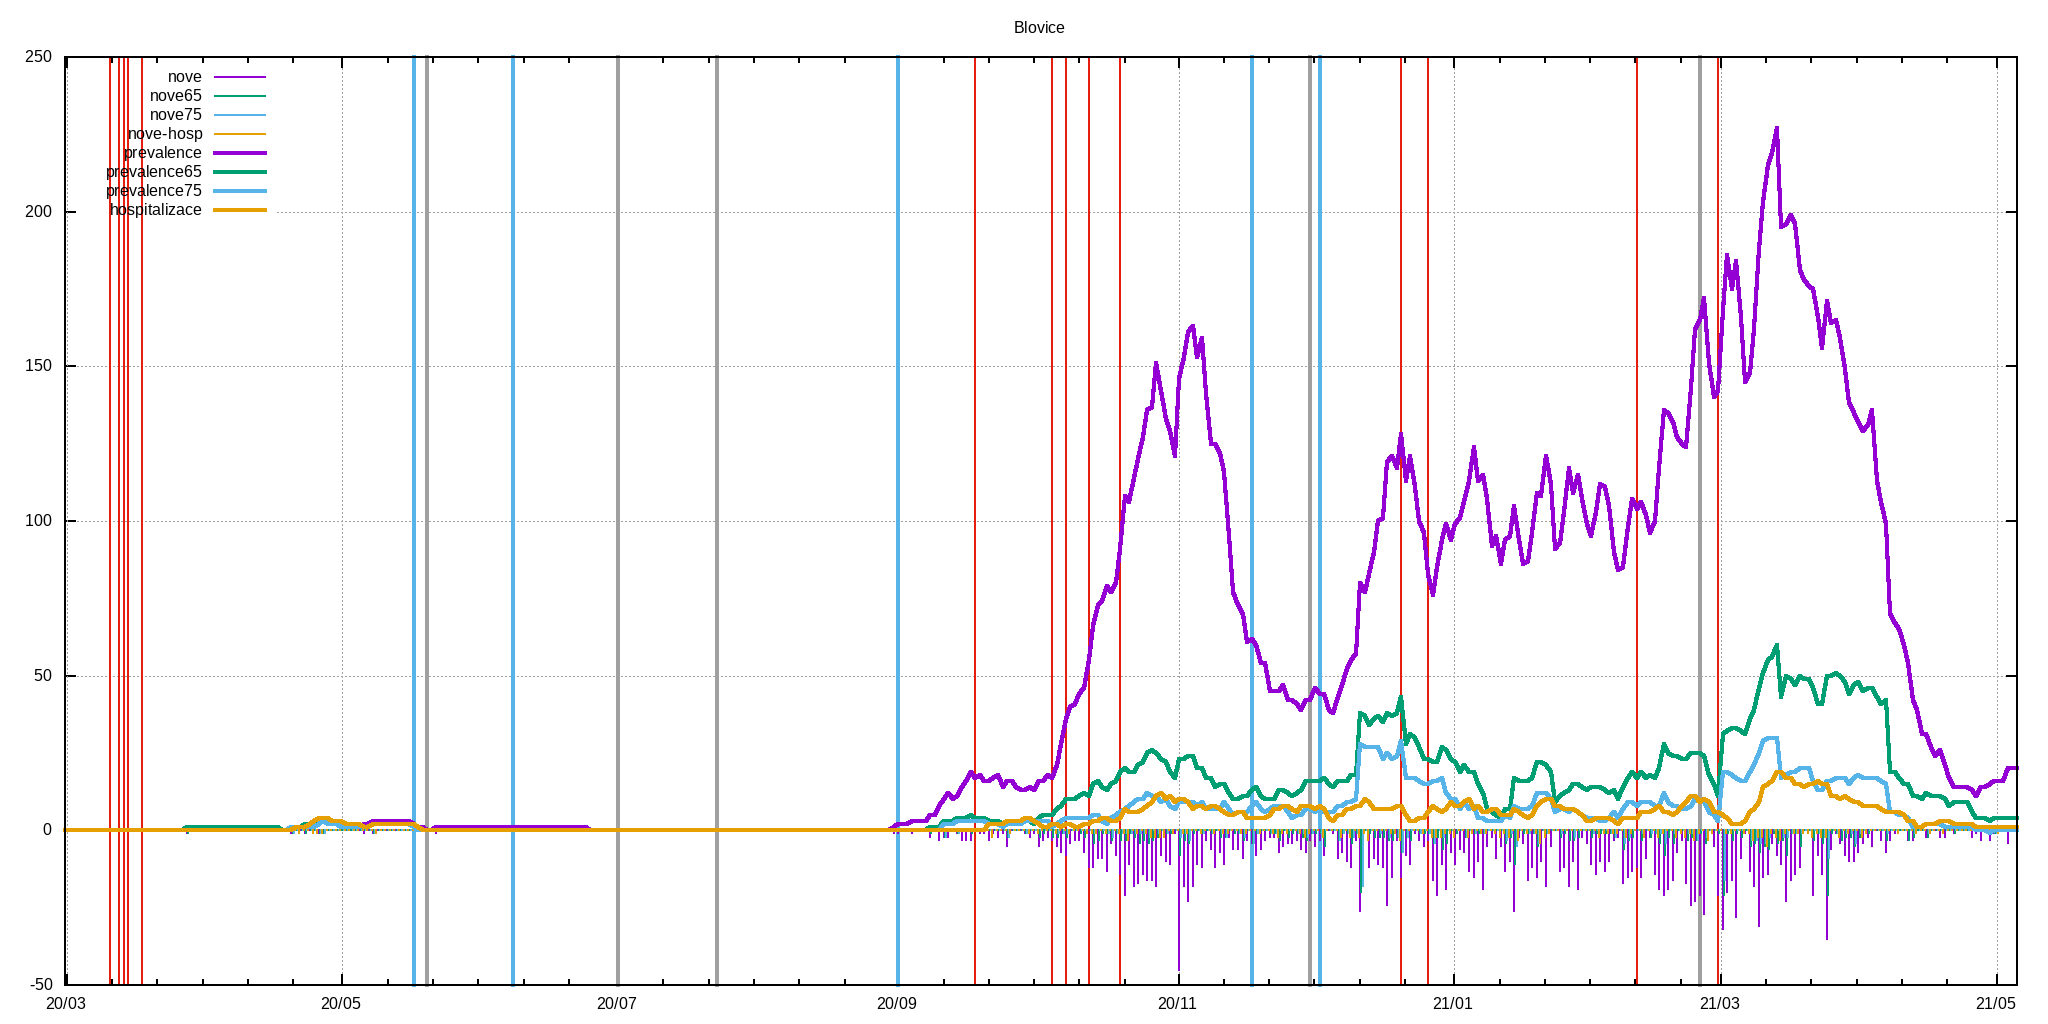 Blovice
250
nove
nove65
nove75
nove-hosp
prevalence
prevalence65
prevalence75
hospitalizace
200
150
100
50
0
-50
20/03 20/05 20/07 20/09 20/11 21/01 21/03 21/05